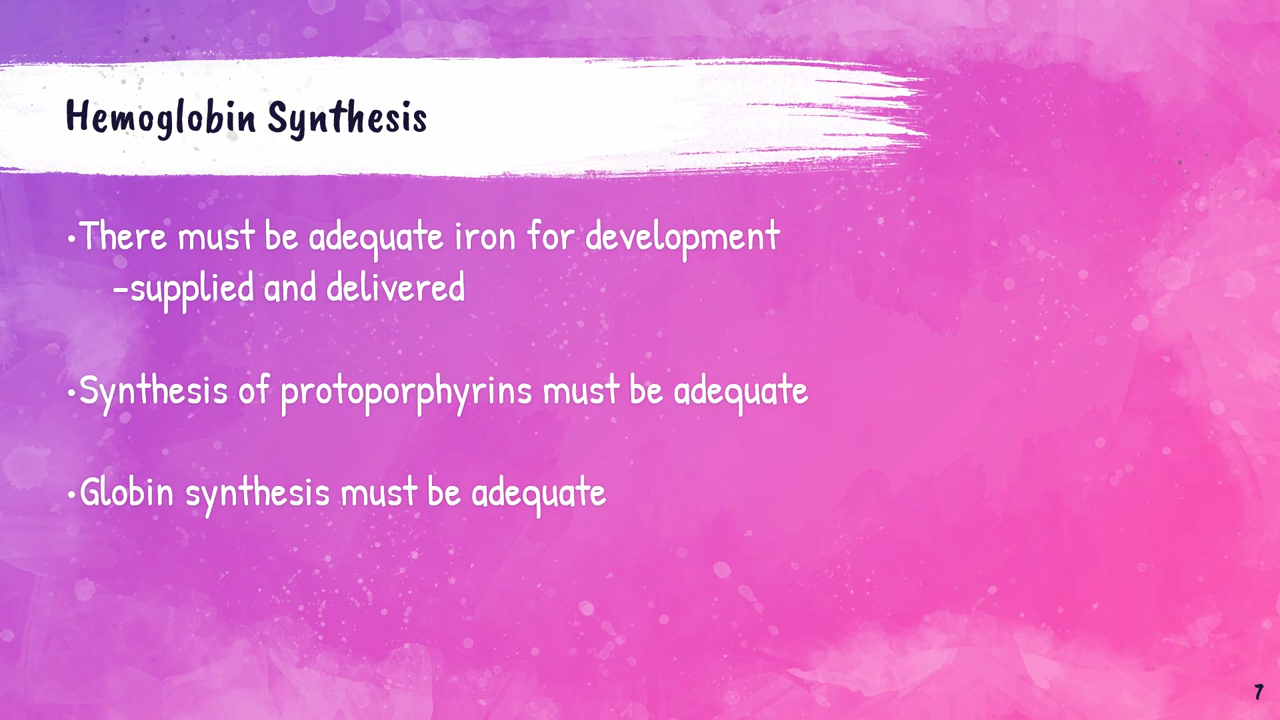 Hemoglobin Synthesis
•There must be adequate iron for development
–supplied and delivered
•Synthesis of protoporphyrins must be adequate
•Globin synthesis must be adequate
7